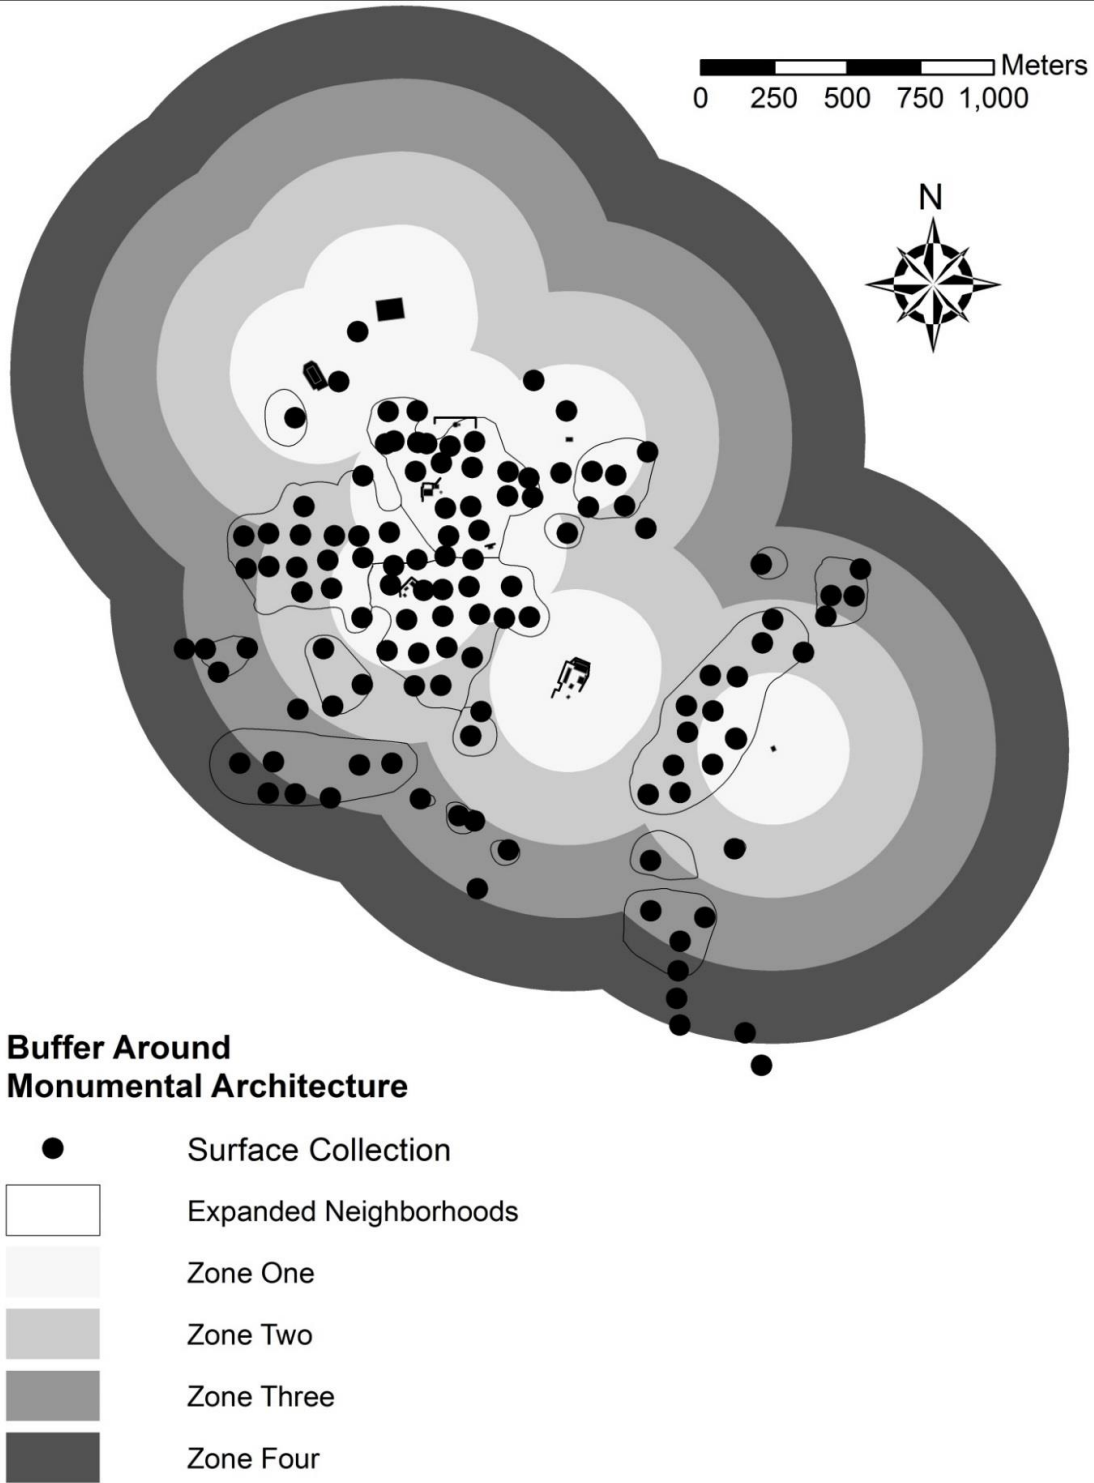 Meters
0 250 500 750 1,000
N
Buffer Around
Monumental Architecture
Surface Collection
Expanded Neighborhoods
Zone One
Zone Two
Zone Three
Zone Four